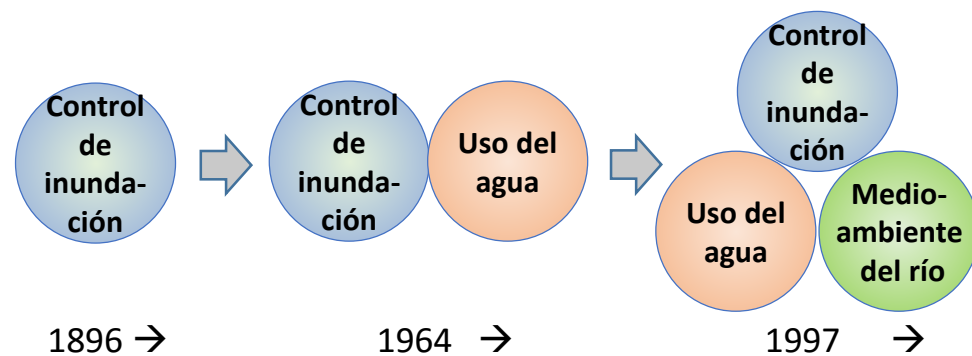 Control
de
inunda-
ción
Control
de
inunda-
ción
Uso del
agua
Control
de
inunda-
ción
Uso del
agua
Medio-
ambiente
del río
1896 →
1964 →
1997 →